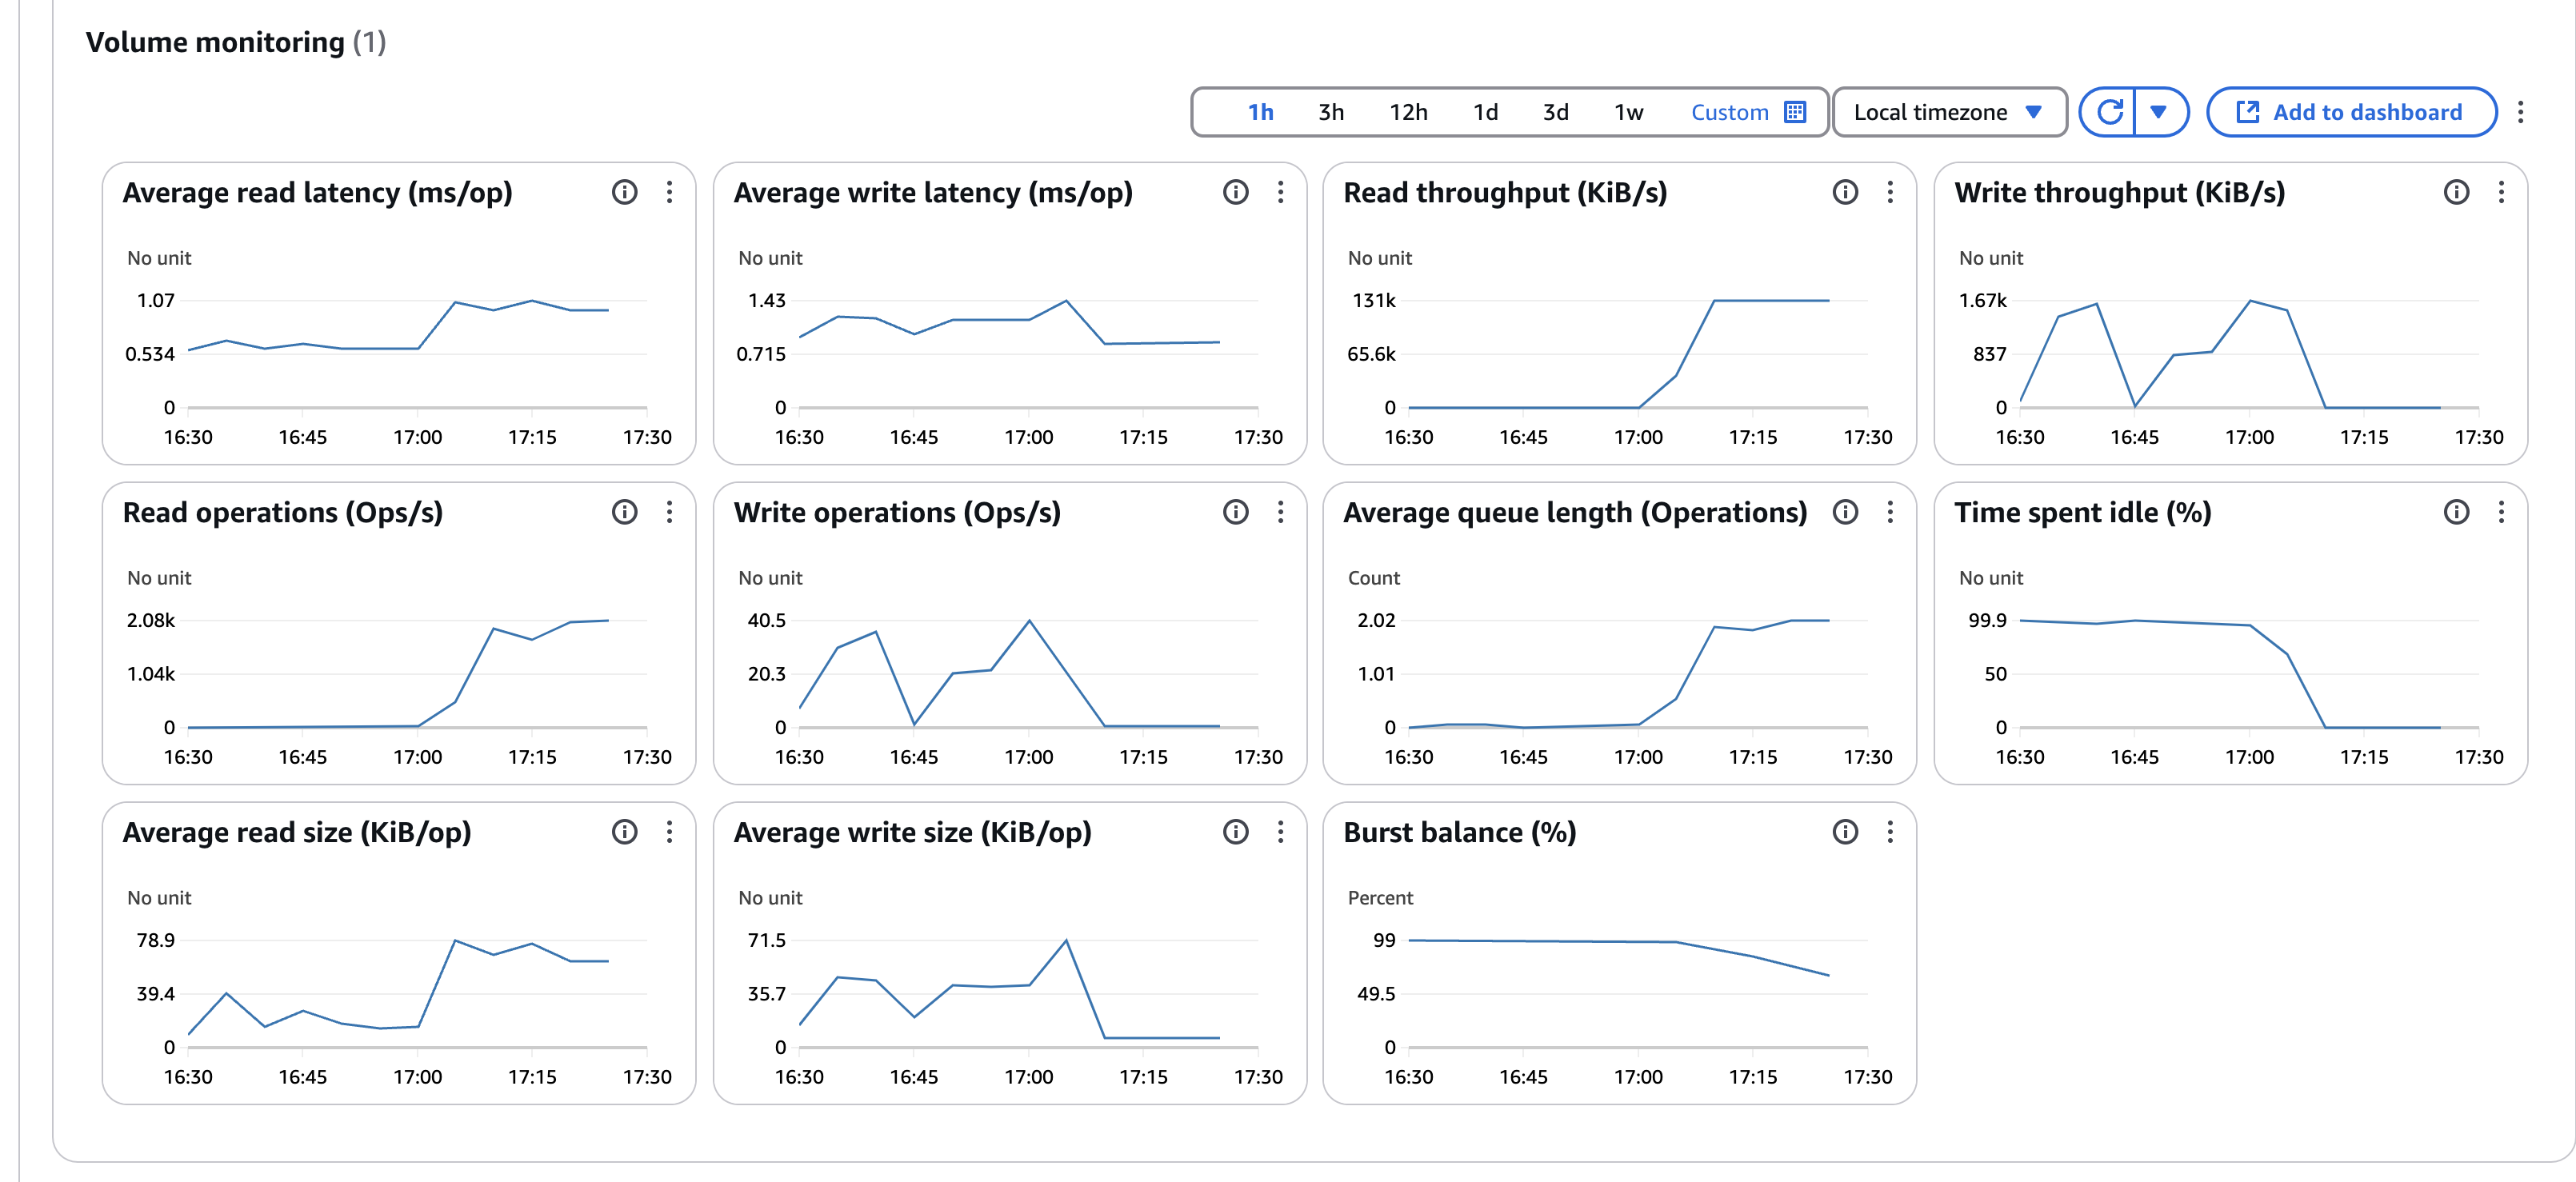 Volume monitoring (1)
1h 3h 12h 1d 3d 1w Custom Local timezone Add to dashboard
Average read latency (ms/op)
No unit
1.07
0.534
0
16:30 16:45 17:00 17:15 17:30
Average write latency (ms/op)
No unit
1.43
0.715
0
16:30 16:45 17:00 17:15 17:30
Read throughput (KiB/s)
No unit
131k
65.6k
0
16:30 16:45 17:00 17:15 17:30
Write throughput (KiB/s)
No unit
1.67k
837
0
16:30 16:45 17:00 17:15 17:30
Read operations (Ops/s)
No unit
2.08k
1.04k
0
16:30 16:45 17:00 17:15 17:30
Write operations (Ops/s)
No unit
40.5
20.3
0
16:30 16:45 17:00 17:15 17:30
Average queue length (Operations)
Count
2.02
1.01
0
16:30 16:45 17:00 17:15 17:30
Time spent idle (%)
No unit
99.9
50
0
16:30 16:45 17:00 17:15 17:30
Average read size (KiB/op)
No unit
78.9
39.4
0
16:30 16:45 17:00 17:15 17:30
Average write size (KiB/op)
No unit
71.5
35.7
0
16:30 16:45 17:00 17:15 17:30
Burst balance (%)
Percent
99
49.5
0
16:30 16:45 17:00 17:15 17:30